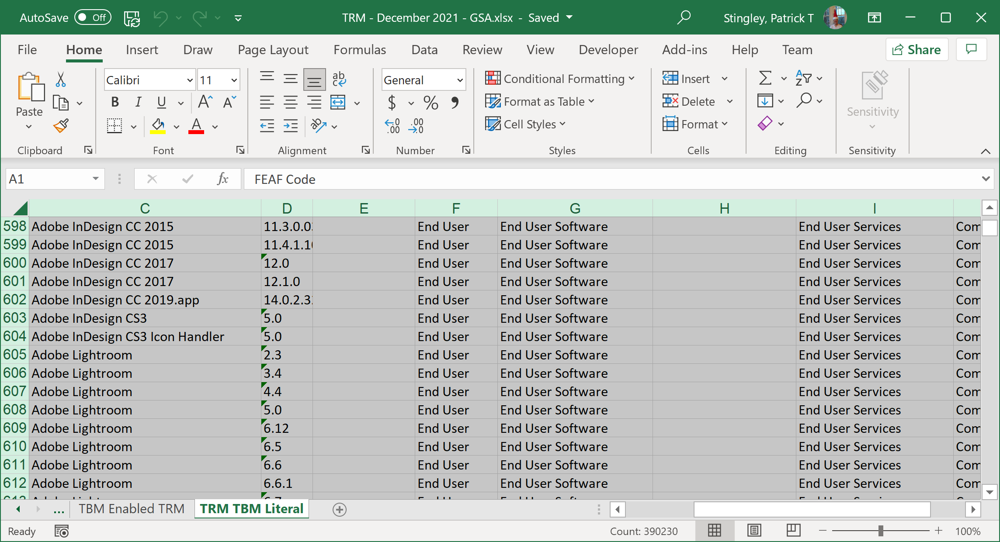 AutoSave Off TRM - December 2021 - GSA.xlsx - Saved Stingley, Patrick T
File Home Insert Draw Page Layout Formulas Data Review View Developer Add-ins Help Team Share
Paste
Clipboard
Calibri 11
B I U A A
A
Font
ab
c
ab
Alignment
General
$ % ,
.0 .00
.00 .0
Number
Conditional Formatting
Format as Table
Cell Styles
Styles
Insert
Delete
Format
Cells
Σ A Z
Editing
Sensitivity
Sensitivity
A1 fx FEAF Code
C D E F G H I
598 Adobe InDesign CC 2015 11.3.0.0 End User End User Software End User Services Com
599 Adobe InDesign CC 2015 11.4.1.1 End User End User Software End User Services Com
600 Adobe InDesign CC 2017 12.0 End User End User Software End User Services Com
601 Adobe InDesign CC 2017 12.1.0 End User End User Software End User Services Com
602 Adobe InDesign CC 2019.app 14.0.2.3 End User End User Software End User Services Com
603 Adobe InDesign CS3 5.0 End User End User Software End User Services Com
604 Adobe InDesign CS3 Icon Handler 5.0 End User End User Software End User Services Com
605 Adobe Lightroom 2.3 End User End User Software End User Services Com
606 Adobe Lightroom 3.4 End User End User Software End User Services Com
607 Adobe Lightroom 4.4 End User End User Software End User Services Com
608 Adobe Lightroom 5.0 End User End User Software End User Services Com
609 Adobe Lightroom 6.12 End User End User Software End User Services Com
610 Adobe Lightroom 6.5 End User End User Software End User Services Com
611 Adobe Lightroom 6.6 End User End User Software End User Services Com
612 Adobe Lightroom 6.6.1 End User End User Software End User Services Com
... TBM Enabled TRM TRM TBM Literal
Ready Count: 390230 100%